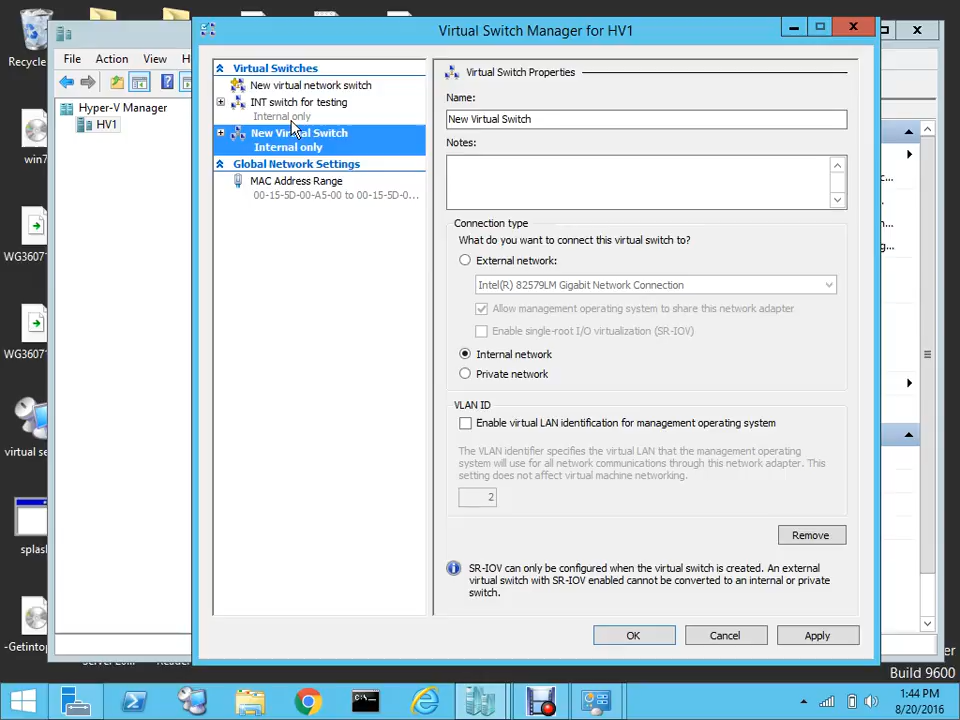 Virtual Switch Manager for HV1
Recycle
File Action View H
Hyper-V Manager
HV1
Virtual Switches
New virtual network switch
INT switch for testing
Internal only
New Virtual Switch
Internal only
Global Network Settings
MAC Address Range
00-15-5D-00-A5-00 to 00-15-5D-0...
Virtual Switch Properties
Name:
New Virtual Switch
Notes:
Connection type
What do you want to connect this virtual switch to?
External network:
Intel(R) 82579LM Gigabit Network Connection
Allow management operating system to share this network adapter
Enable single-root I/O virtualization (SR-IOV)
Internal network
Private network
VLAN ID
Enable virtual LAN identification for management operating system
The VLAN identifier specifies the virtual LAN that the management operating
system will use for all network communications through this network adapter. This
setting does not affect virtual machine networking.
2
Remove
SR-IOV can only be configured when the virtual switch is created. An external
virtual switch with SR-IOV enabled cannot be converted to an internal or private
switch.
OK Cancel Apply
win7
WG3607
WG3607
virtual se
splas
-Getinto
Build 9600
1:44 PM
8/20/2016